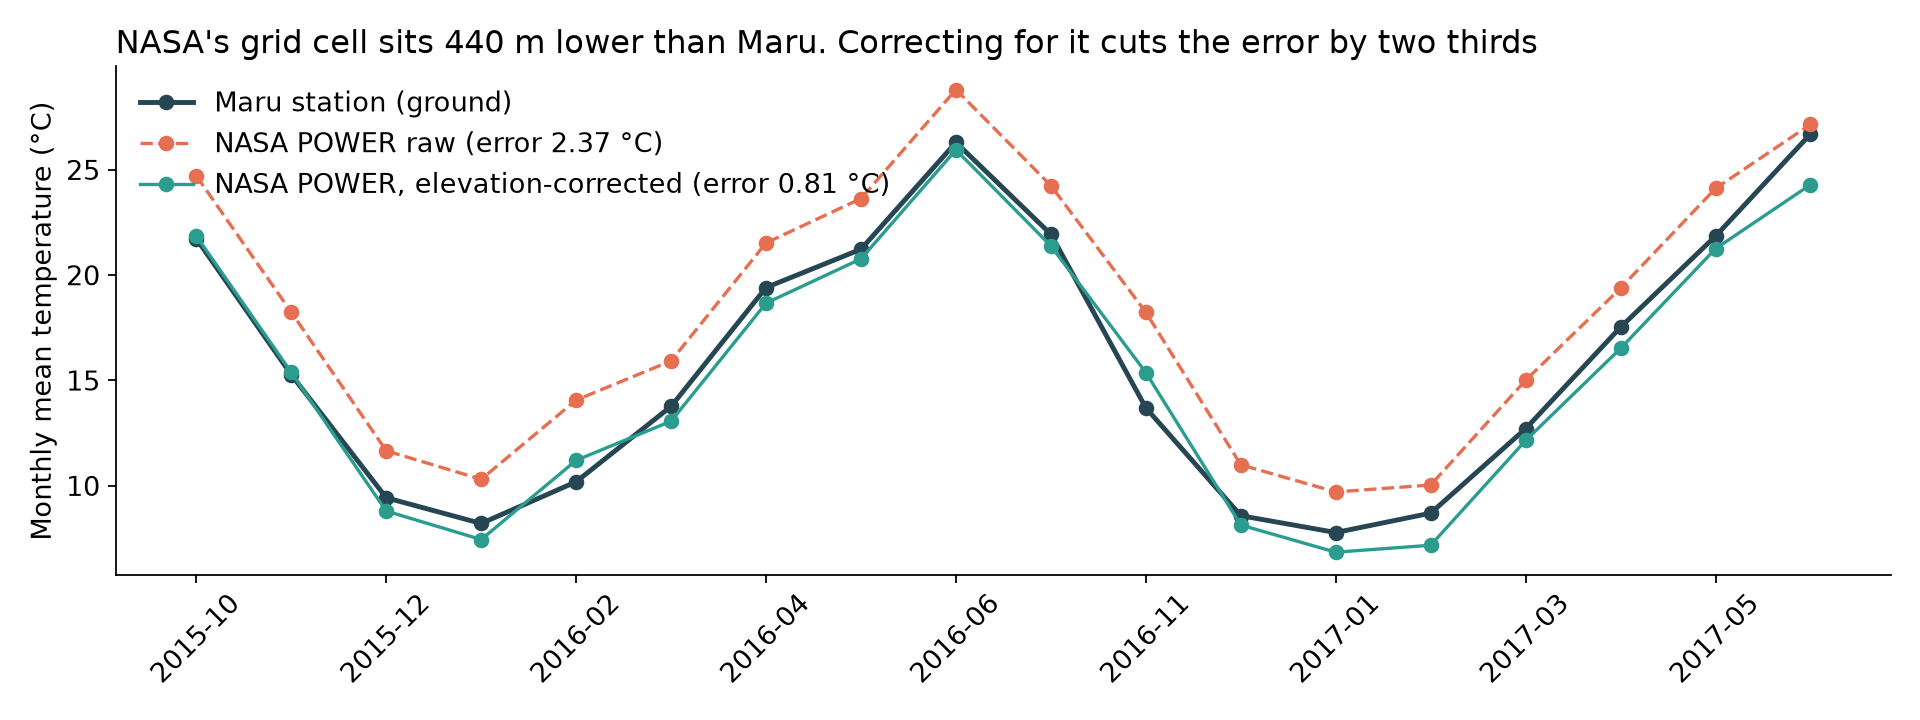 NASA's grid cell sits 440 m lower than Maru. Correcting for it cuts the error by two thirds
Maru station (ground)
NASA POWER raw (error 2.37 °C)
NASA POWER, elevation-corrected (error 0.81 °C)
Monthly mean temperature (°C)
25
20
15
10
2015-10
2015-12
2016-02
2016-04
2016-06
2016-11
2017-01
2017-03
2017-05